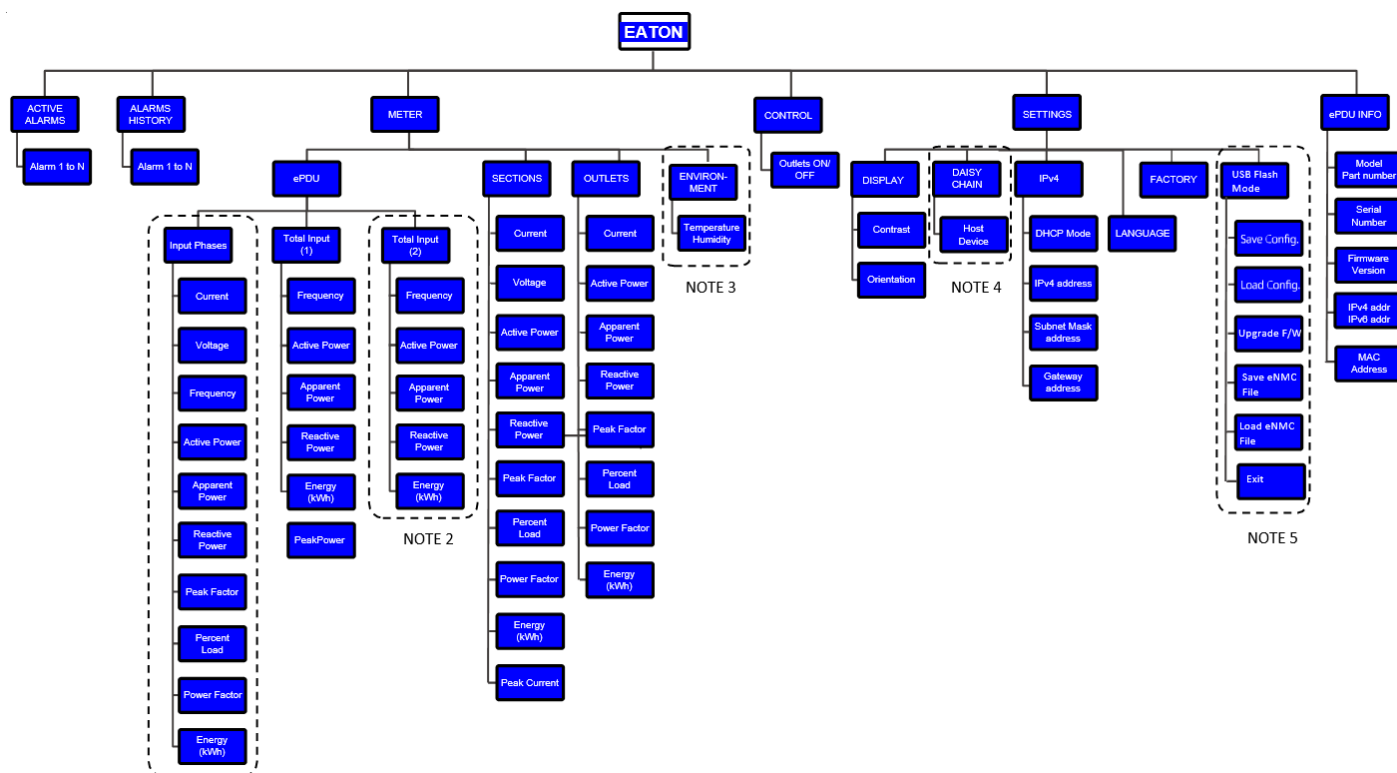 EATON
ACTIVE
ALARMS
Alarm 1 to N
ALARMS
HISTORY
Alarm 1 to N
METER
ePDU
Input Phases
Current
Voltage
Frequency
Active Power
Apparent
Power
Reactive
Power
Peak Factor
Percent
Load
Power Factor
Energy
(kWh)
Total Input
(1)
Frequency
Active Power
Apparent
Power
Reactive
Power
Energy
(kWh)
PeakPower
Total Input
(2)
Frequency
Active Power
Apparent
Power
Reactive
Power
Energy
(kWh)
NOTE 2
SECTIONS
Current
Voltage
Active Power
Apparent
Power
Reactive
Power
Peak Factor
Percent
Load
Power Factor
Energy
(kWh)
Peak Current
OUTLETS
Current
Active Power
Apparent
Power
Reactive
Power
Peak Factor
Percent
Load
Power Factor
Energy
(kWh)
ENVIRON-
MENT
Temperature
Humidity
NOTE 3
CONTROL
Outlets ON/
OFF
SETTINGS
DISPLAY
Contrast
Orientation
DAISY
CHAIN
Host
Device
NOTE 4
IPv4
DHCP Mode
IPv4 address
Subnet Mask
address
Gateway
address
LANGUAGE
FACTORY
USB Flash
Mode
Save Config.
Load Config.
Upgrade F/W
Save eNMC
File
Load eNMC
File
Exit
NOTE 5
ePDU INFO
Model
Part number
Serial
Number
Firmware
Version
IPv4 addr
IPv6 addr
MAC
Address